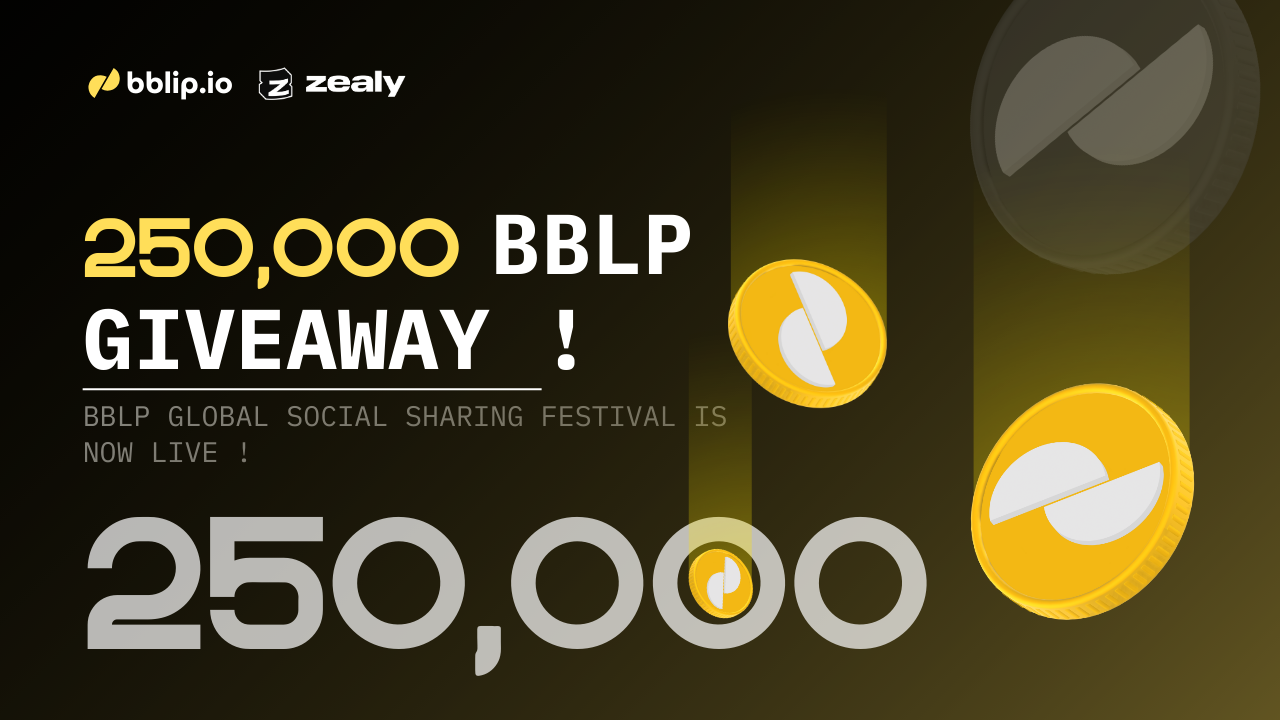 bblip.io zealy
250,000 BBLP
GIVEAWAY !
BBLP GLOBAL SOCIAL SHARING FESTIVAL IS
NOW LIVE !
250,000